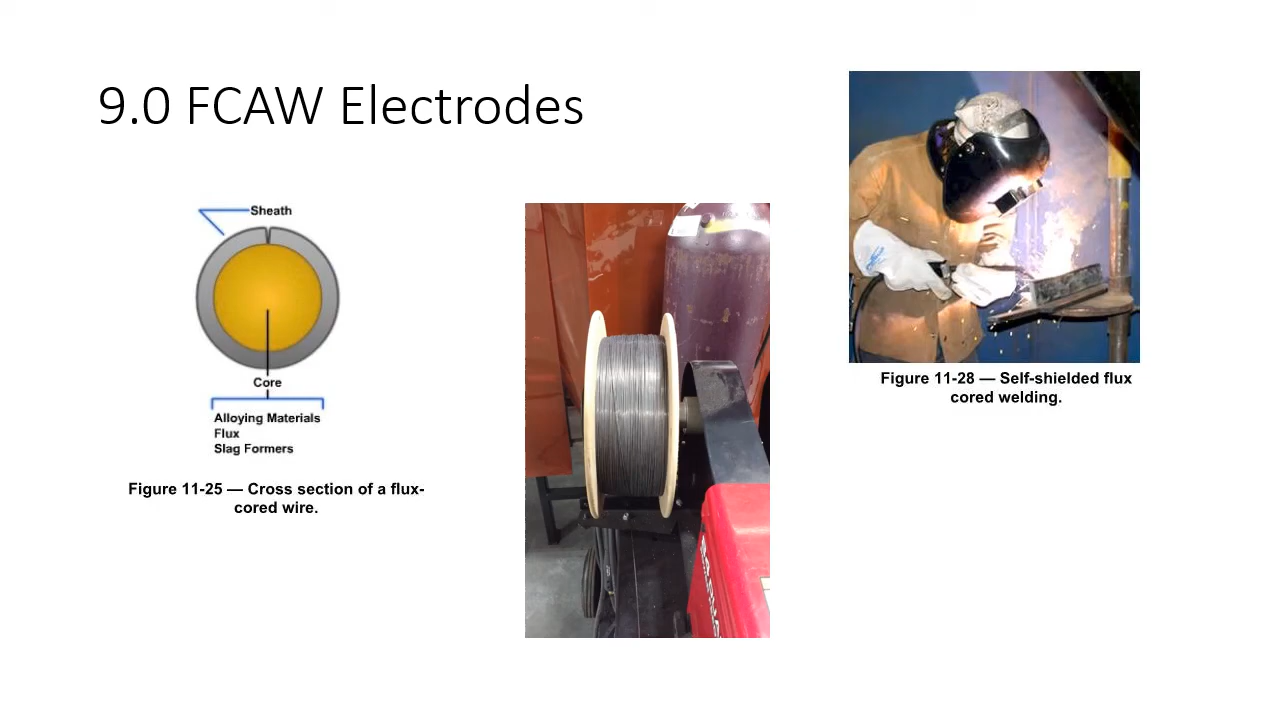 9.0 FCAW Electrodes
Sheath
Core
Alloying Materials
Flux
Slag Formers
Figure 11-25 — Cross section of a flux-
cored wire.
Figure 11-28 — Self-shielded flux
cored welding.